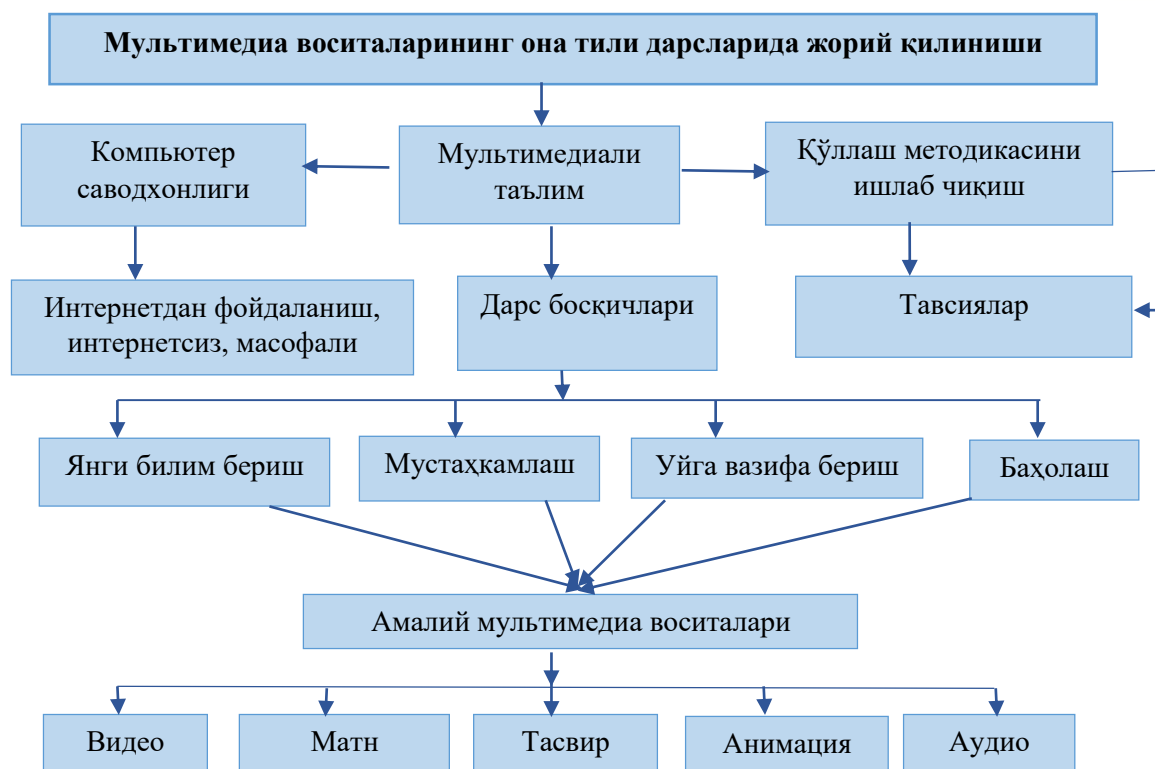 Мультимедиа воситаларининг она тили дарсларида жорий қилиниши
Компьютер
саводхонлиги
Мультимедиали
таълим
Қўллаш методикасини
ишлаб чиқиш
Интернетдан фойдаланиш,
интернетсиз, масофали
Дарс босқичлари
Тавсиялар
Янги билим бериш
Мустаҳкамлаш
Уйга вазифа бериш
Баҳолаш
Амалий мультимедиа воситалари
Видео
Матн
Тасвир
Анимация
Аудио